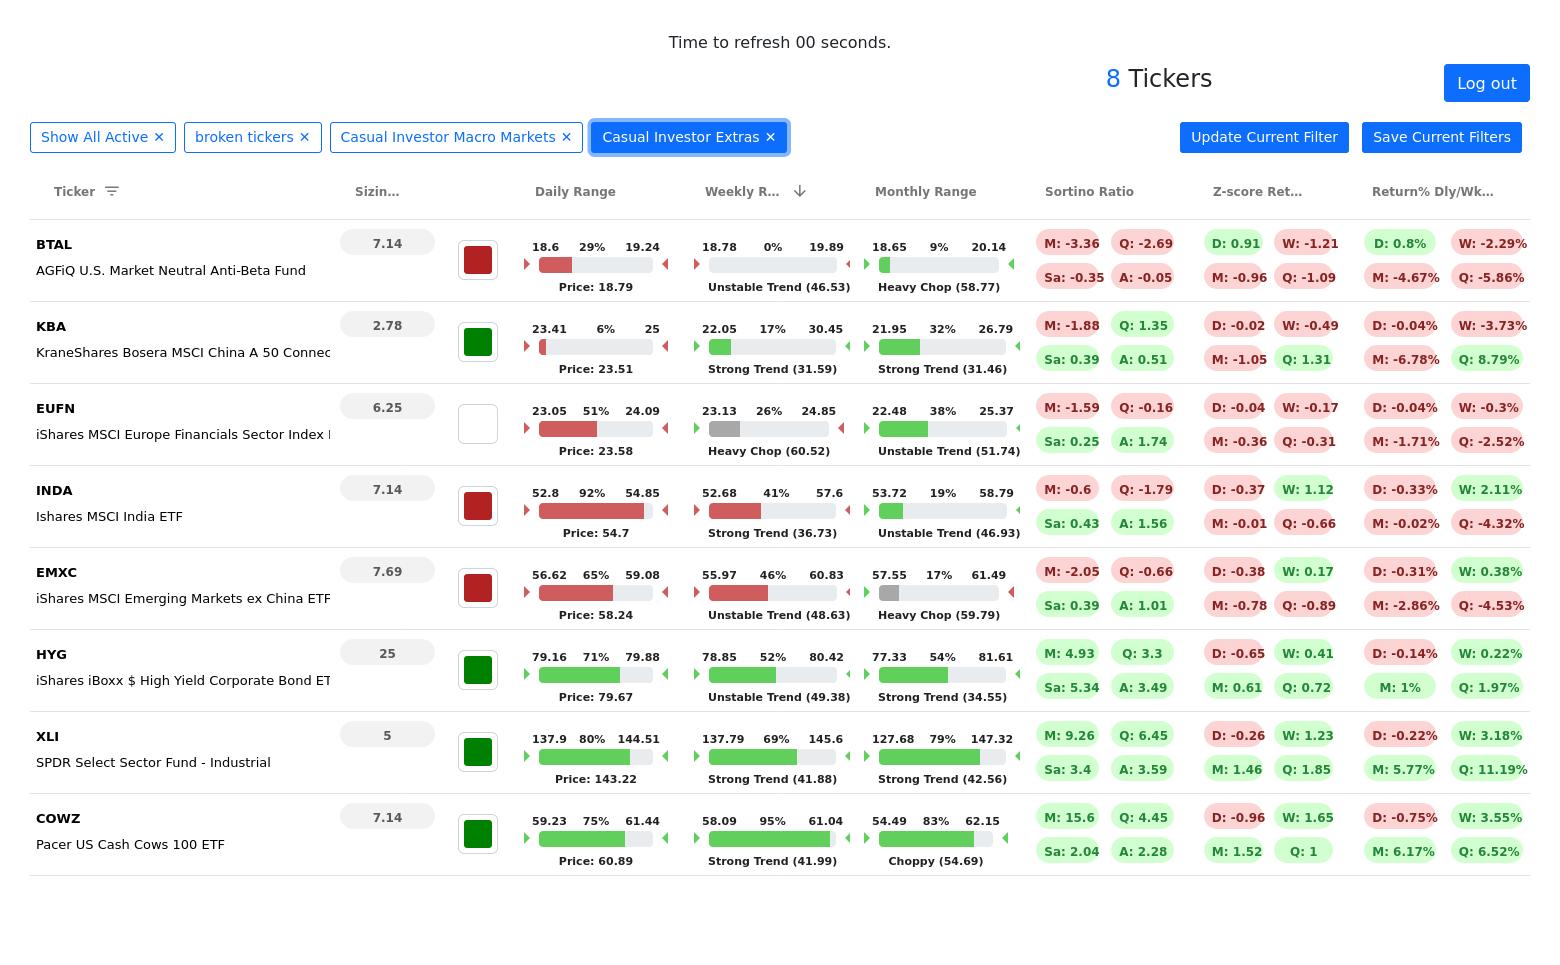 Time to refresh 00 seconds.
8 Tickers
Log out
Show All Active ✕ broken tickers ✕ Casual Investor Macro Markets ✕ Casual Investor Extras ✕ Update Current Filter Save Current Filters
Ticker Sizin... Daily Range Weekly R... Monthly Range Sortino Ratio Z-score Ret... Return% Dly/Wk...
BTAL 7.14 18.6 29% 19.24 18.78 0% 19.89 18.65 9% 20.14 M: -3.36 Q: -2.69 D: 0.91 W: -1.21 D: 0.8% W: -2.29%
AGFiQ U.S. Market Neutral Anti-Beta Fund Price: 18.79 Unstable Trend (46.53) Heavy Chop (58.77) Sa: -0.35 A: -0.05 M: -0.96 Q: -1.09 M: -4.67% Q: -5.86%
KBA 2.78 23.41 6% 25 22.05 17% 30.45 21.95 32% 26.79 M: -1.88 Q: 1.35 D: -0.02 W: -0.49 D: -0.04% W: -3.73%
KraneShares Bosera MSCI China A 50 Connec Price: 23.51 Strong Trend (31.59) Strong Trend (31.46) Sa: 0.39 A: 0.51 M: -1.05 Q: 1.31 M: -6.78% Q: 8.79%
EUFN 6.25 23.05 51% 24.09 23.13 26% 24.85 22.48 38% 25.37 M: -1.59 Q: -0.16 D: -0.04 W: -0.17 D: -0.04% W: -0.3%
iShares MSCI Europe Financials Sector Index Price: 23.58 Heavy Chop (60.52) Unstable Trend (51.74) Sa: 0.25 A: 1.74 M: -0.36 Q: -0.31 M: -1.71% Q: -2.52%
INDA 7.14 52.8 92% 54.85 52.68 41% 57.6 53.72 19% 58.79 M: -0.6 Q: -1.79 D: -0.37 W: 1.12 D: -0.33% W: 2.11%
Ishares MSCI India ETF Price: 54.7 Strong Trend (36.73) Unstable Trend (46.93) Sa: 0.43 A: 1.56 M: -0.01 Q: -0.66 M: -0.02% Q: -4.32%
EMXC 7.69 56.62 65% 59.08 55.97 46% 60.83 57.55 17% 61.49 M: -2.05 Q: -0.66 D: -0.38 W: 0.17 D: -0.31% W: 0.38%
iShares MSCI Emerging Markets ex China ETF Price: 58.24 Unstable Trend (48.63) Heavy Chop (59.79) Sa: 0.39 A: 1.01 M: -0.78 Q: -0.89 M: -2.86% Q: -4.53%
HYG 25 79.16 71% 79.88 78.85 52% 80.42 77.33 54% 81.61 M: 4.93 Q: 3.3 D: -0.65 W: 0.41 D: -0.14% W: 0.22%
iShares iBoxx $ High Yield Corporate Bond ET Price: 79.67 Unstable Trend (49.38) Strong Trend (34.55) Sa: 5.34 A: 3.49 M: 0.61 Q: 0.72 M: 1% Q: 1.97%
XLI 5 137.9 80% 144.51 137.79 69% 145.6 127.68 79% 147.32 M: 9.26 Q: 6.45 D: -0.26 W: 1.23 D: -0.22% W: 3.18%
SPDR Select Sector Fund - Industrial Price: 143.22 Strong Trend (41.88) Strong Trend (42.56) Sa: 3.4 A: 3.59 M: 1.46 Q: 1.85 M: 5.77% Q: 11.19%
COWZ 7.14 59.23 75% 61.44 58.09 95% 61.04 54.49 83% 62.15 M: 15.6 Q: 4.45 D: -0.96 W: 1.65 D: -0.75% W: 3.55%
Pacer US Cash Cows 100 ETF Price: 60.89 Strong Trend (41.99) Choppy (54.69) Sa: 2.04 A: 2.28 M: 1.52 Q: 1 M: 6.17% Q: 6.52%